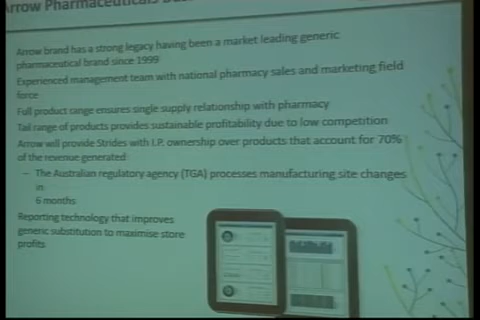 Arrow Pharmaceuticals
Arrow brand has a strong legacy having been a market leading generic
pharmaceutical brand since 1999
Experienced management team with national pharmacy sales and marketing field
force
Full product range ensures single supply relationship with pharmacy
Tail range of products provides sustainable profitability due to low competition
Arrow will provide Strides with I.P. ownership over products that account for 70%
of the revenue generated
– The Australian regulatory agency (TGA) processes manufacturing site changes
in
6 months
Reporting technology that improves
generic substitution to maximise store
profits